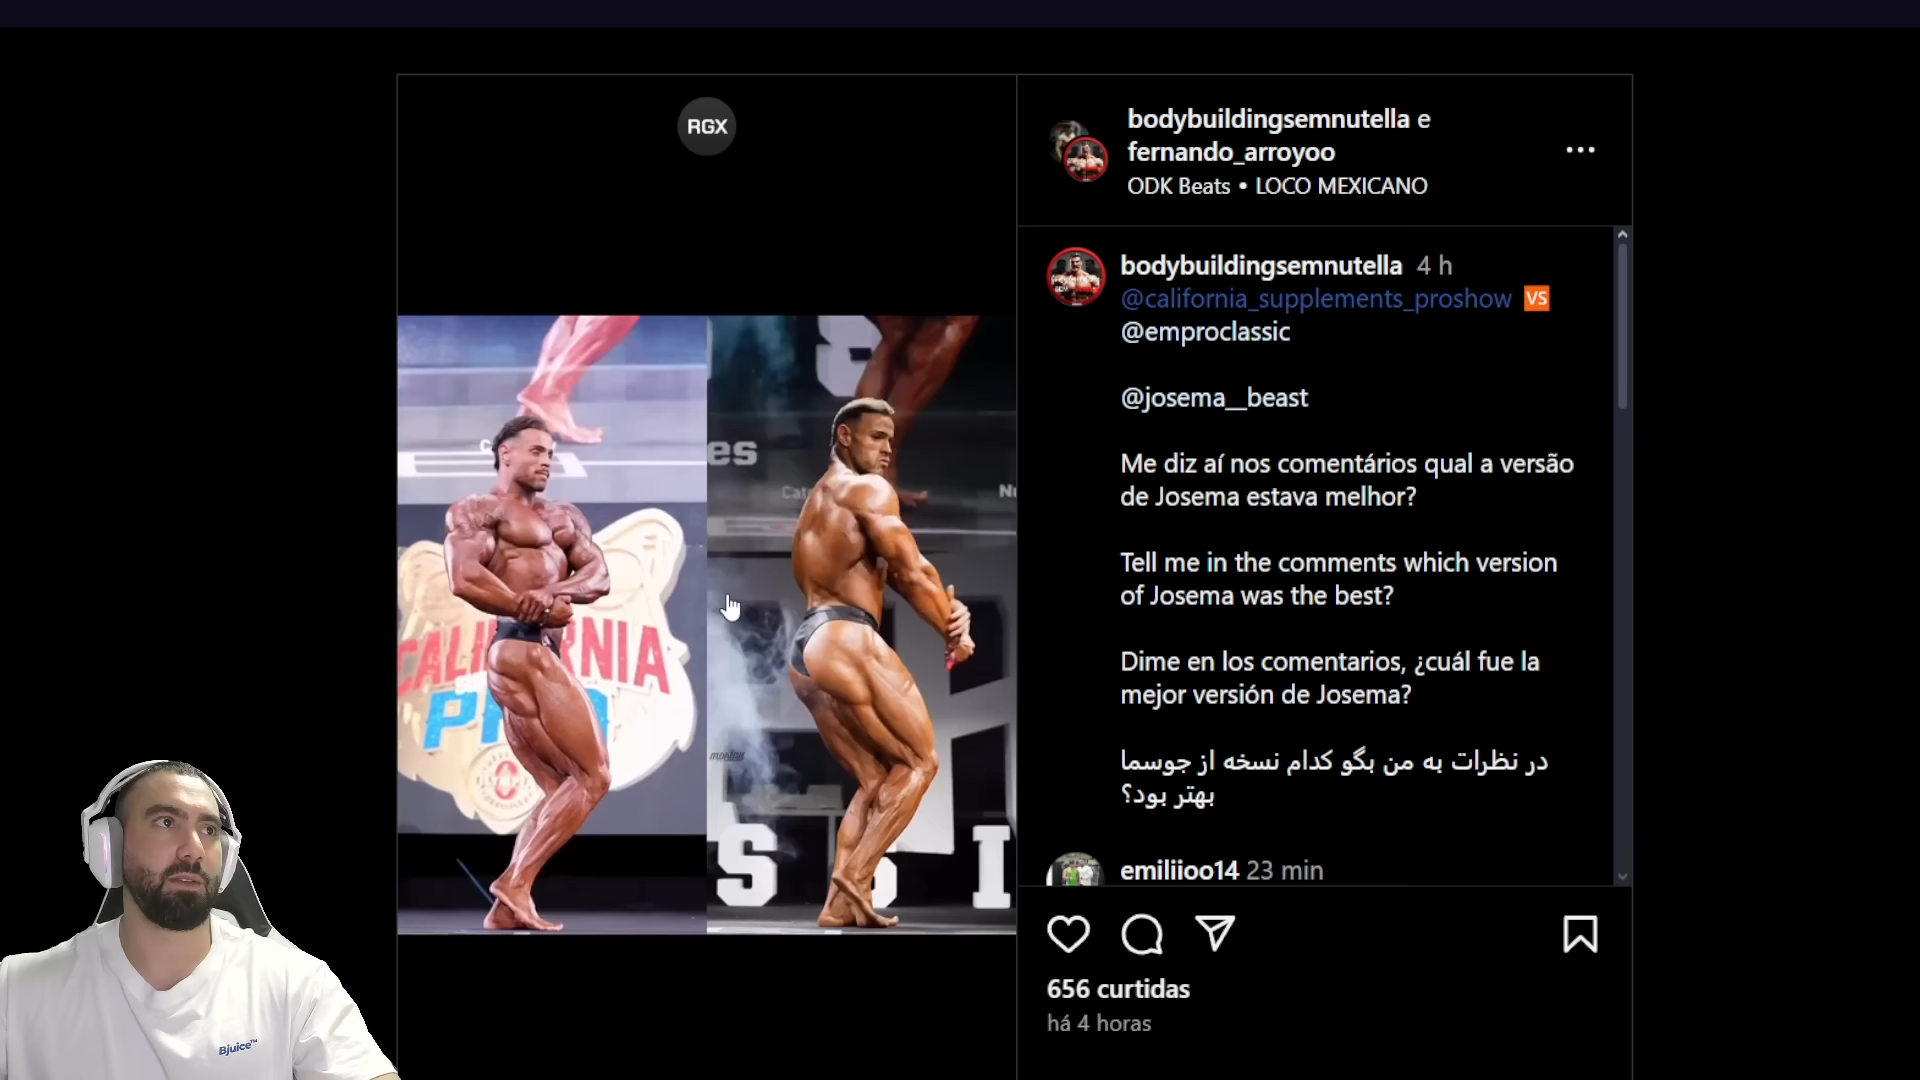 RGX
bodybuildingsemnutella e
fernando_arroyoo
ODK Beats • LOCO MEXICANO
bodybuildingsemnutella 4 h
@california_supplements_proshow VS
@emproclassic
@josema__beast
Me diz aí nos comentários qual a versão
de Josema estava melhor?
Tell me in the comments which version
of Josema was the best?
Dime en los comentarios, ¿cuál fue la
mejor versión de Josema?
در نظرات به من بگو کدام نسخه از جوسما
بهتر بود؟
emiliioo14 23 min
656 curtidas
há 4 horas
es
CALIFORNIA
PRO
S
I
Bjuice™